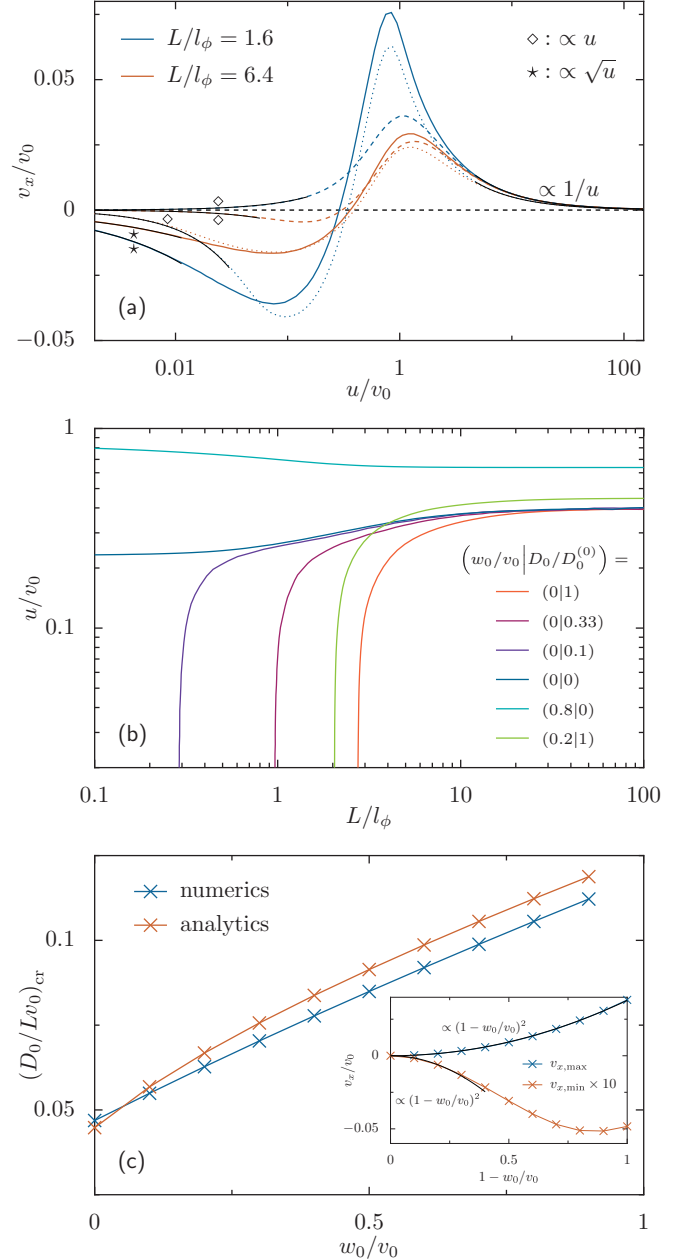 0.05
0
−0.05
v_x/v_0
L/l_ϕ = 1.6
L/l_ϕ = 6.4
◇ : ∝ u
★ : ∝ √u
∝ 1/u
(a)
0.01
1
100
u/v_0
1
0.1
u/v_0
(w_0/v_0|D_0/D_0^(0)) =
(0|1)
(0|0.33)
(0|0.1)
(0|0)
(0.8|0)
(0.2|1)
(b)
0.1
1
10
100
L/l_ϕ
0.1
0.05
(D_0/Lv_0)_cr
numerics
analytics
(c)
0
0.5
1
w_0/v_0
∝ (1 − w_0/v_0)^2
v_x,max
v_x,min × 10
∝ (1 − w_0/v_0)^2
0
−0.05
v_x/v_0
0
0.5
1
1 − w_0/v_0